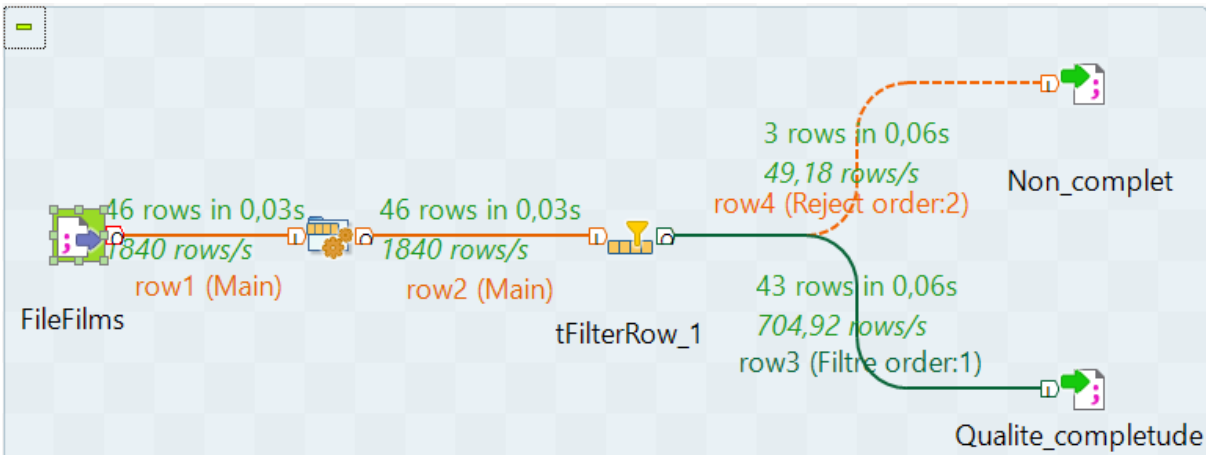 3 rows in 0,06s
49,18 rows/s
row4 (Reject order:2)
Non_complet
46 rows in 0,03s
1840 rows/s
row1 (Main)
FileFilms
46 rows in 0,03s
1840 rows/s
row2 (Main)
tFilterRow_1
43 rows in 0,06s
704,92 rows/s
row3 (Filtre order:1)
Qualite_completude